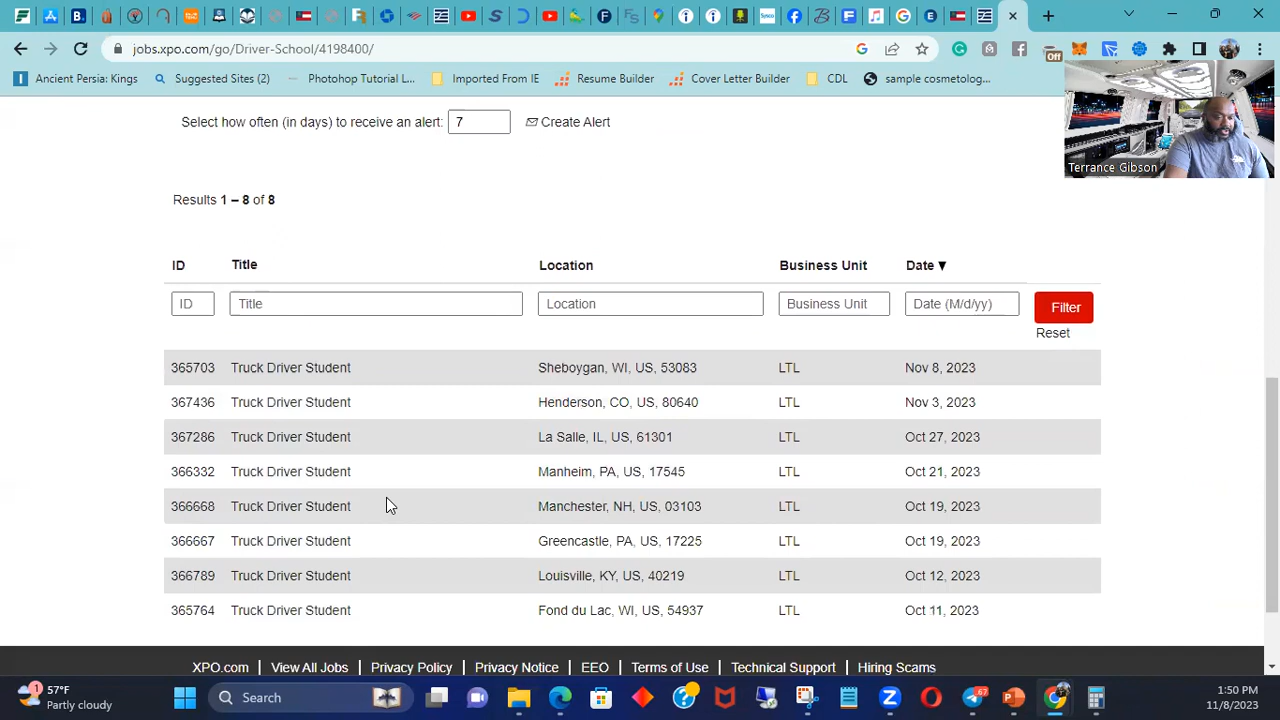 jobs.xpo.com/go/Driver-School/4198400/
Off
Ancient Persia: Kings
Suggested Sites (2)
Photohop Tutorial L...
Imported From IE
Resume Builder
Cover Letter Builder
CDL
sample cosmetolog...
Select how often (in days) to receive an alert: 7 Create Alert
Terrance Gibson
Results 1 – 8 of 8
ID Title Location Business Unit Date ▼
ID Title Location Business Unit Date (M/d/yy) Filter
Reset
365703 Truck Driver Student Sheboygan, WI, US, 53083 LTL Nov 8, 2023
367436 Truck Driver Student Henderson, CO, US, 80640 LTL Nov 3, 2023
367286 Truck Driver Student La Salle, IL, US, 61301 LTL Oct 27, 2023
366332 Truck Driver Student Manheim, PA, US, 17545 LTL Oct 21, 2023
366668 Truck Driver Student Manchester, NH, US, 03103 LTL Oct 19, 2023
366667 Truck Driver Student Greencastle, PA, US, 17225 LTL Oct 19, 2023
366789 Truck Driver Student Louisville, KY, US, 40219 LTL Oct 12, 2023
365764 Truck Driver Student Fond du Lac, WI, US, 54937 LTL Oct 11, 2023
XPO.com | View All Jobs | Privacy Policy | Privacy Notice | EEO | Terms of Use | Technical Support | Hiring Scams
1
57°F
Partly cloudy
Search
67
1:50 PM
11/8/2023